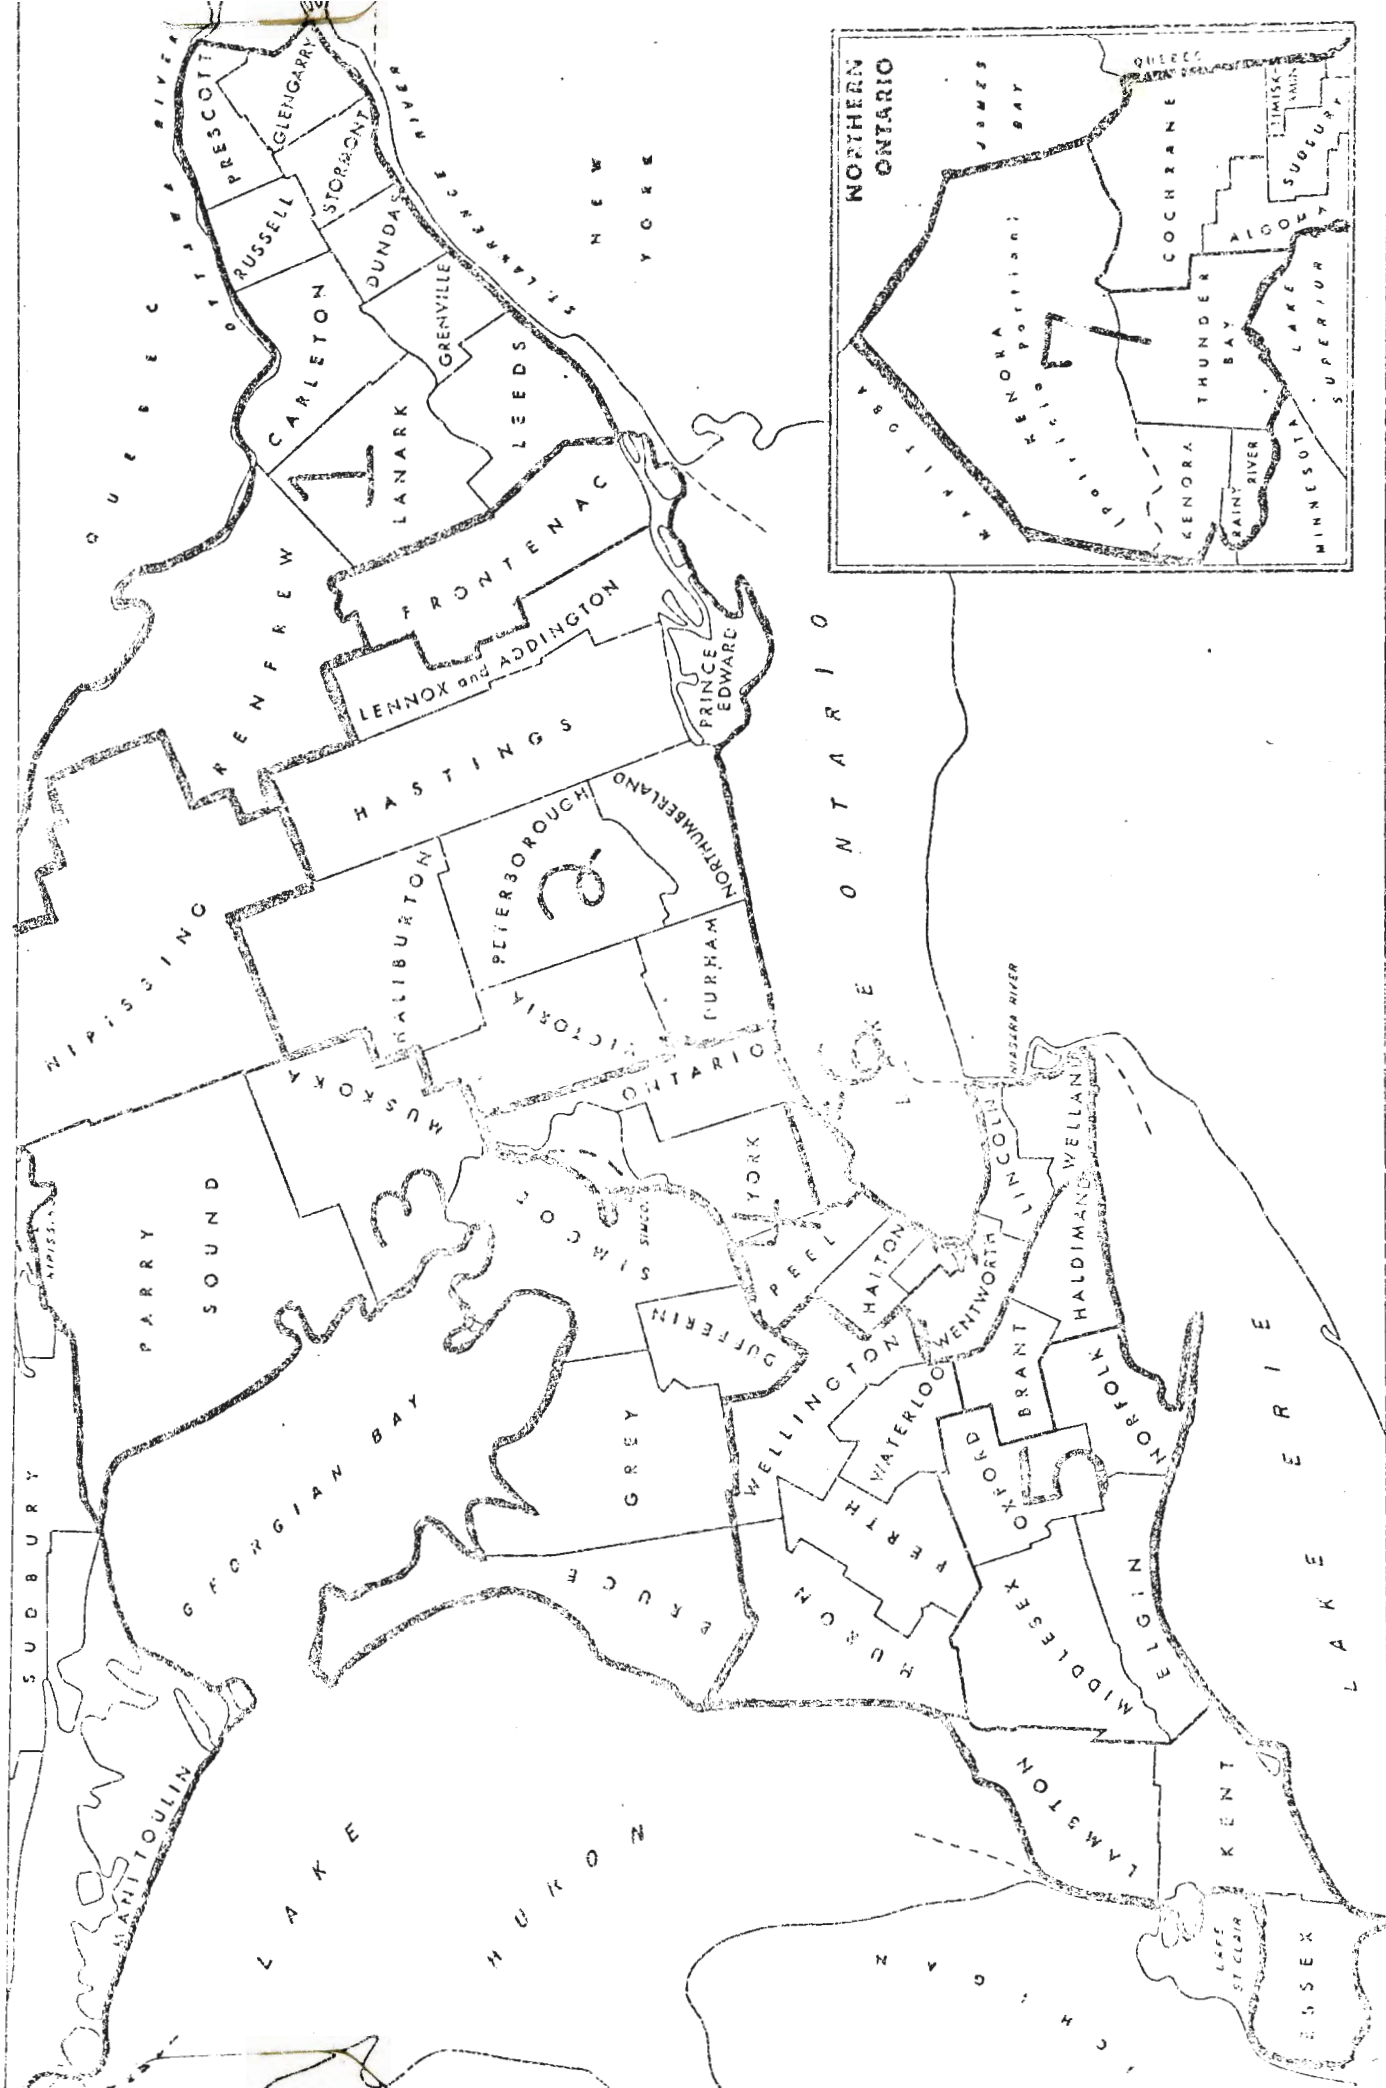 NORTHERN
ONTARIO
JAMES
BAY
QUEBEC
MANITOBA
KENORA
COCHRANE
THUNDER
BAY
KENORA
RAINY
RIVER
SUDBURY
LAKE
SUPERIOR
MINNESOTA
7
QUEBEC
OTTAWA RIVER
PRESCOTT
GLENGARRY
STORMONT
RUSSELL
DUNDAS
CARLETON
GRENVILLE
LEEDS
LANARK
1
ST. LAWRENCE RIVER
NEW
YORK
RENFREW
FRONTENAC
LENNOX and ADDINGTON
HASTINGS
PRINCE
EDWARD
NIPISSING
HALIBURTON
PETERBOROUGH
2
NORTHUMBERLAND
VICTORIA
DURHAM
ONTARIO
LAKE ONTARIO
6
PARRY
SOUND
MUSKOKA
3
SIMCOE
YORK
PEEL
HALTON
DUFFERIN
WENTWORTH
LINCOLN
WELLAND
HALDIMAND
NIAGARA RIVER
GEORGIAN BAY
GREY
BRUCE
WELLINGTON
WATERLOO
BRANT
NORFOLK
OXFORD
PERTH
HURON
MIDDLESEX
ELGIN
LAMBTON
KENT
LAKE
ST CLAIR
ESSEX
LAKE ERIE
SUDBURY
MANITOULIN
LAKE
HURON